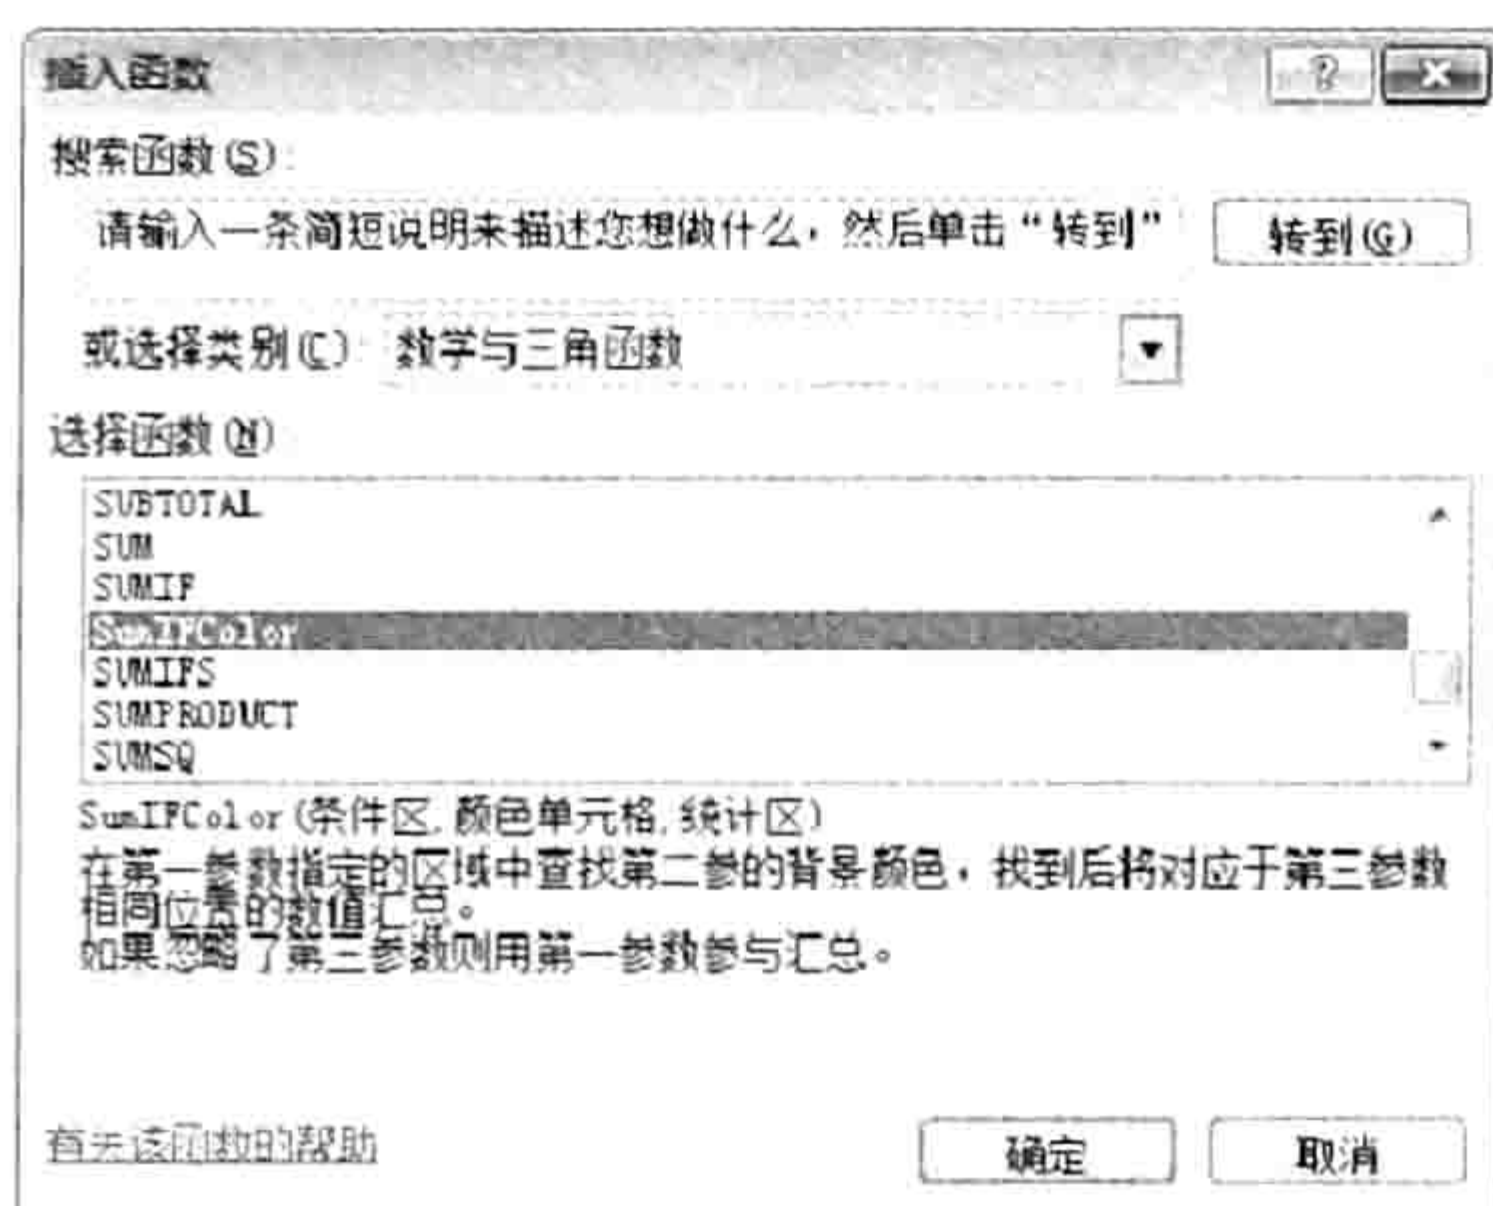 插入函数
搜索函数(S):
请输入一条简短说明来描述您想做什么，然后单击“转到”
转到(G)
或选择类别(C): 数学与三角函数
选择函数(N)
SUBTOTAL
SUM
SUMIF
SumIFColor
SUMIFS
SUMPRODUCT
SUMSQ
SumIFColor(条件区,颜色单元格,统计区)
在第一参数指定的区域中查找第二参的背景颜色，找到后将对应于第三参数
相同位置的数值汇总。
如果忽略了第三参数则用第一参数参与汇总。
有关该函数的帮助
确定
取消